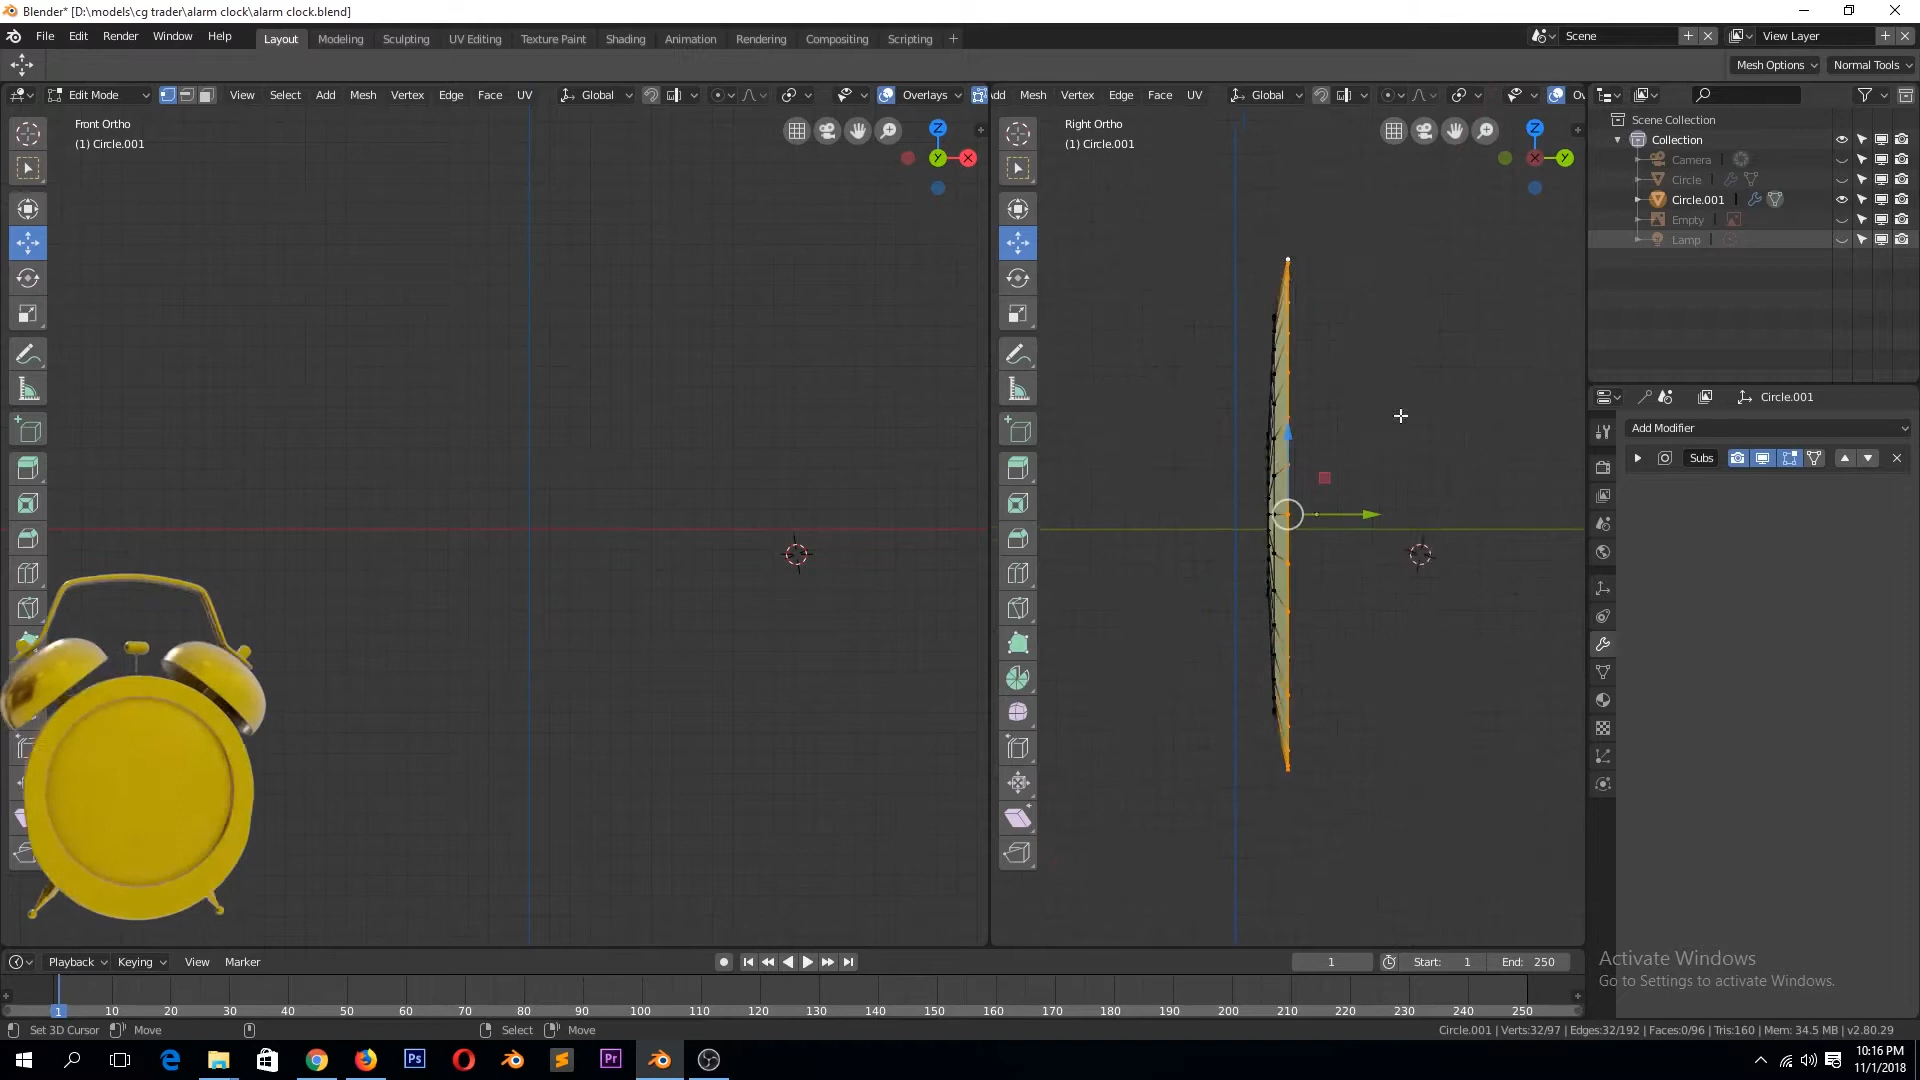 Blender* [D:\models\cg trader\alarm clock\alarm clock.blend]
File Edit Render Window Help
Layout Modeling Sculpting UV Editing Texture Paint Shading Animation Rendering Compositing Scripting +
Scene
View Layer
Mesh Options Normal Tools
Edit Mode View Select Add Mesh Vertex Edge Face UV Global Overlays
dd Mesh Vertex Edge Face UV Global Ov
Front Ortho
(1) Circle.001
Z
Y
X
Right Ortho
(1) Circle.001
Z
X
Y
Scene Collection
Collection
Camera
Circle
Circle.001
Empty
Lamp
Circle.001
Add Modifier
Subs
Activate Windows
Go to Settings to activate Windows.
Playback Keying View Marker
1 Start: 1 End: 250
1 10 20 30 40 50 60 70 80 90 100 110 120 130 140 150 160 170 180 190 200 210 220 230 240 250
Set 3D Cursor Move Select Move
Circle.001 | Verts:32/97 | Edges:32/192 | Faces:0/96 | Tris:160 | Mem: 34.5 MB | v2.80.29
Ps
Pr
10:16 PM
11/1/2018